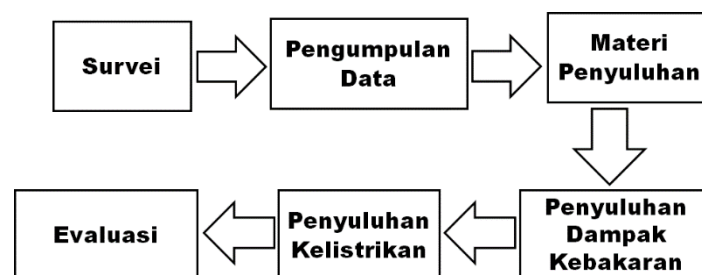 Survei
Pengumpulan
Data
Materi
Penyuluhan
Penyuluhan
Dampak
Kebakaran
Penyuluhan
Kelistrikan
Evaluasi